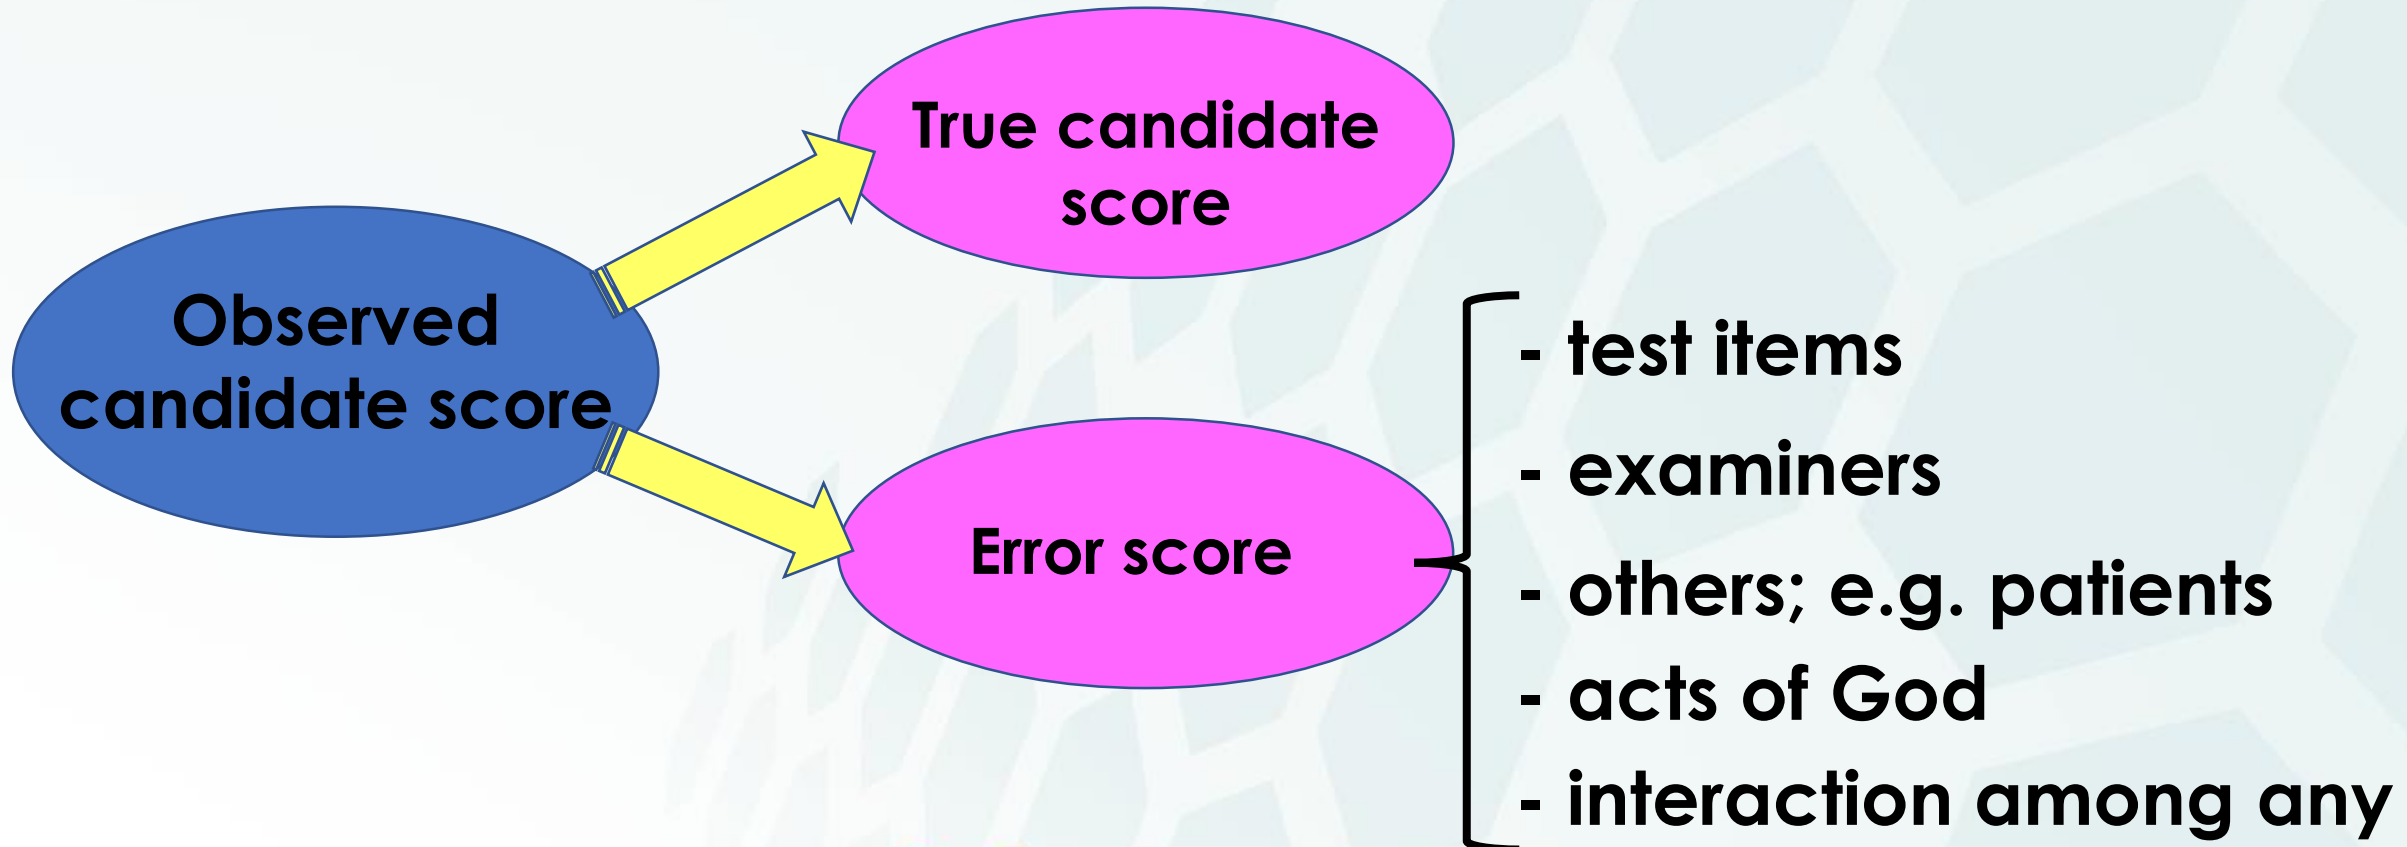 True candidate
score
Observed
candidate score
Error score
- test items
- examiners
- others; e.g. patients
- acts of God
- interaction among any